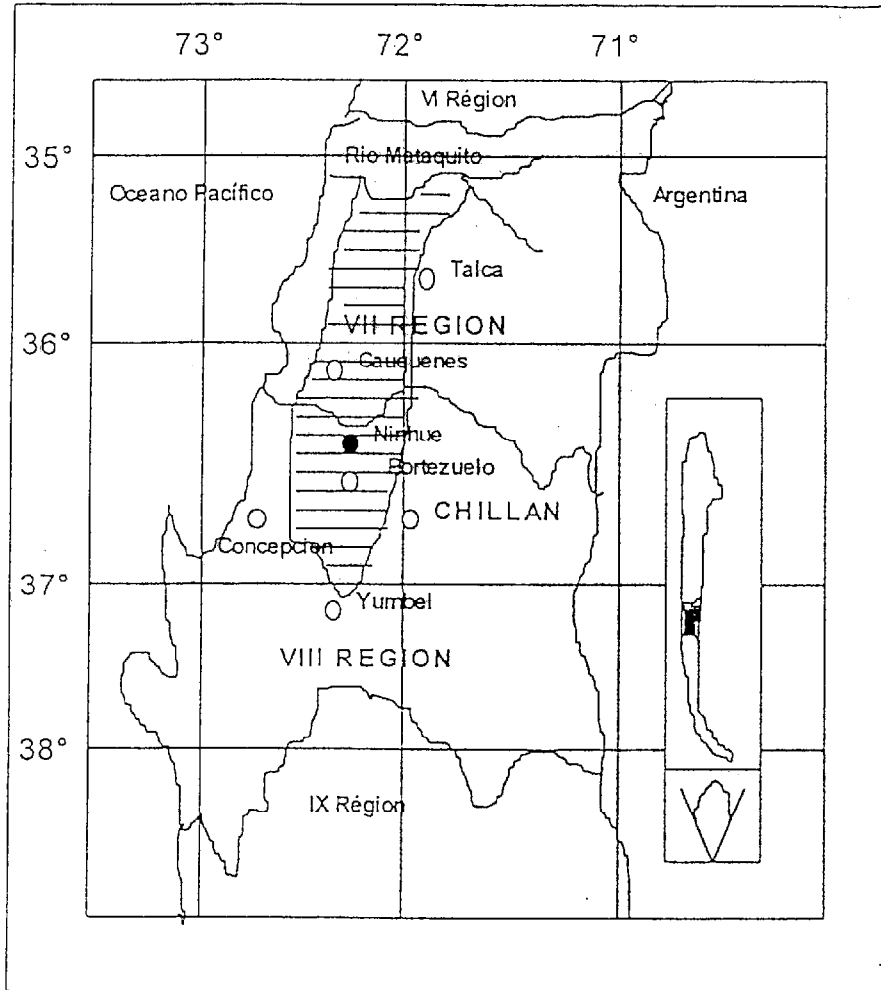 73° 72° 71°
VI Région
35°
Rio Mataquito
Oceano Pacífico
Argentina
Talca
VII REGION
36°
Cauquenes
Ninhue
Portezuelo
CHILLAN
Concepcion
37°
Yumbel
VIII REGION
38°
IX Région